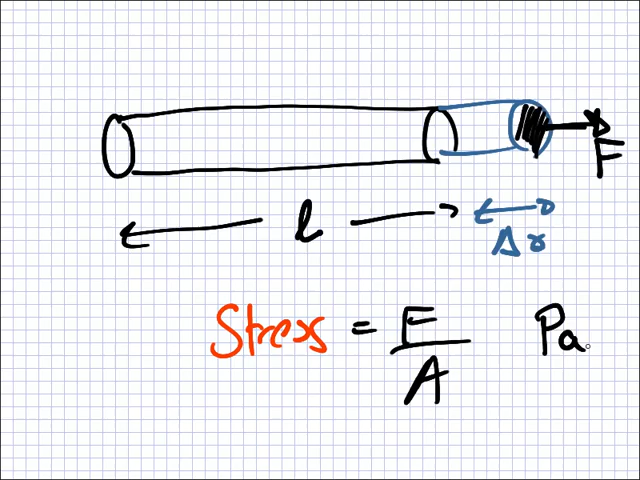 F
l
Δx
Stress = F/A Pa